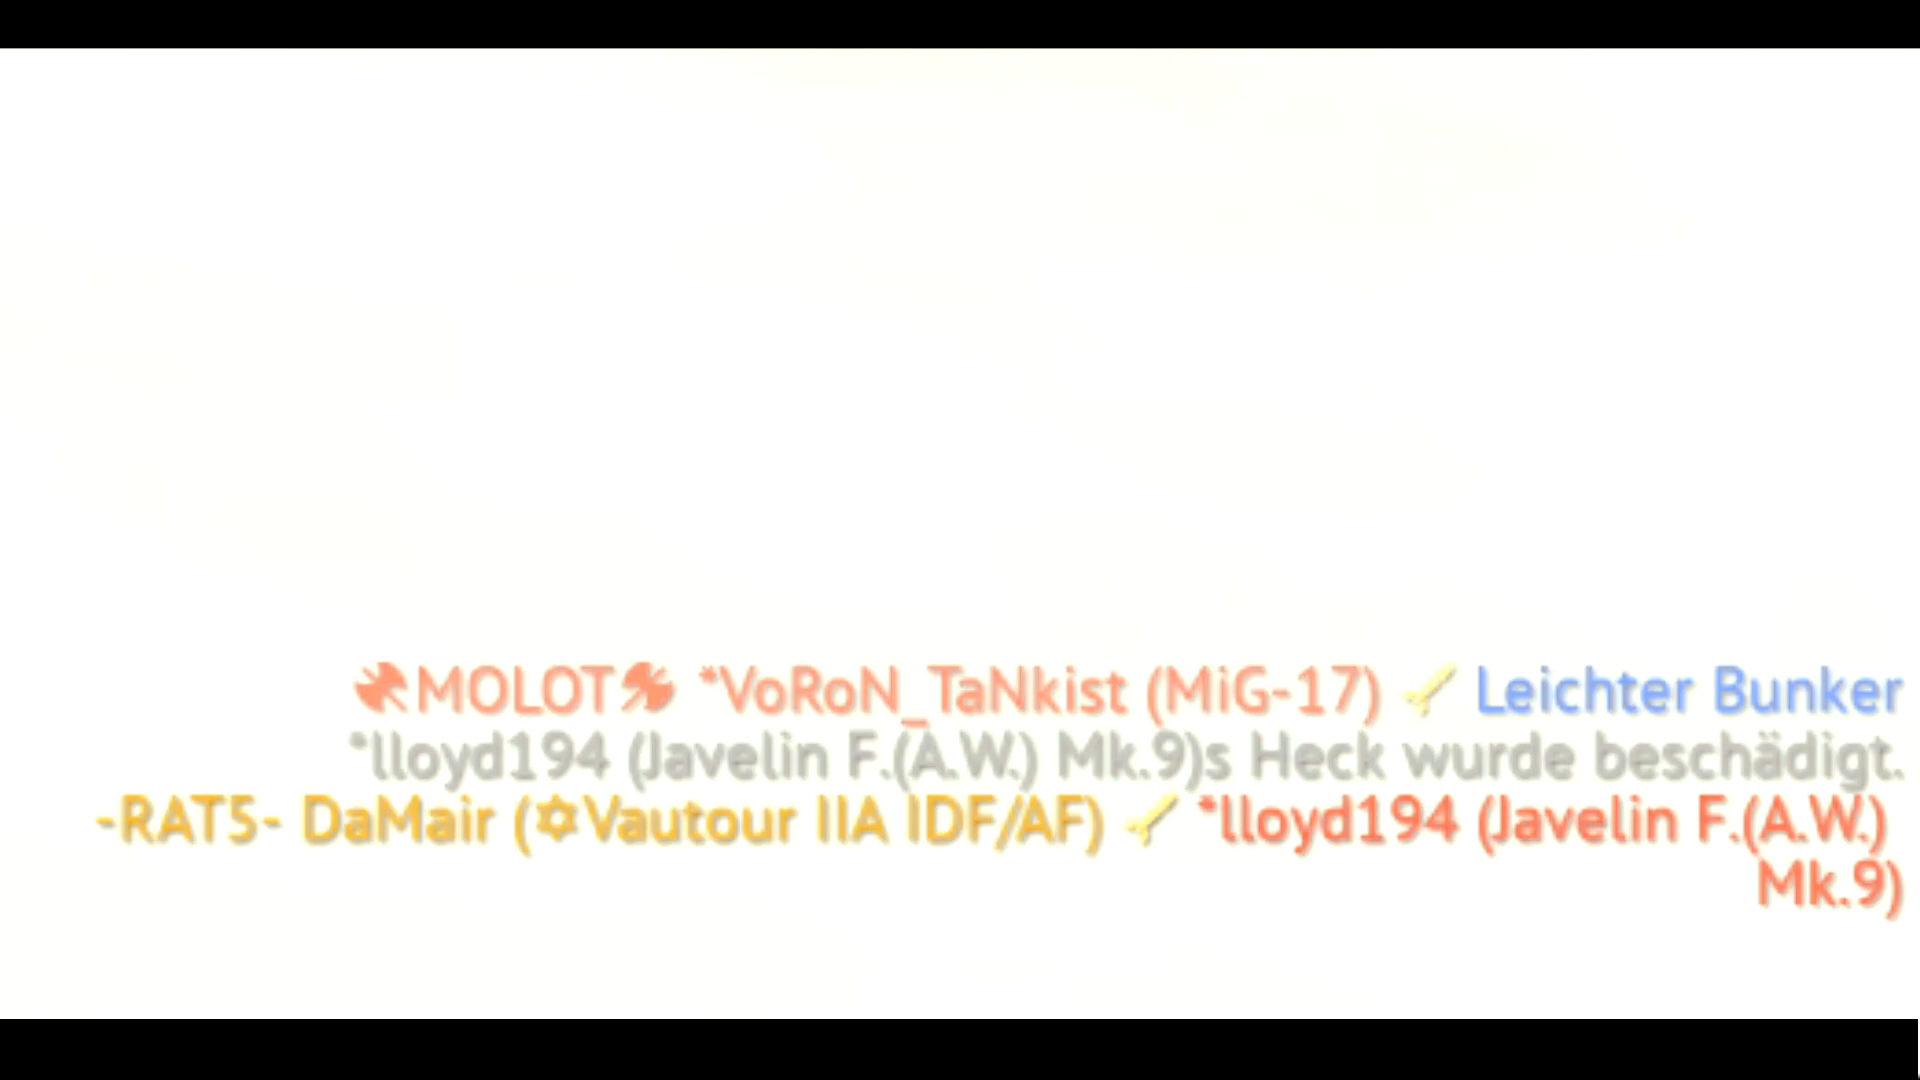 MOLOT *VoRoN_TaNkist (MiG-17) Leichter Bunker
*lloyd194 (Javelin F.(A.W.) Mk.9)s Heck wurde beschädigt.
-RAT5- DaMair (✡Vautour IIA IDF/AF) *lloyd194 (Javelin F.(A.W.)
Mk.9)